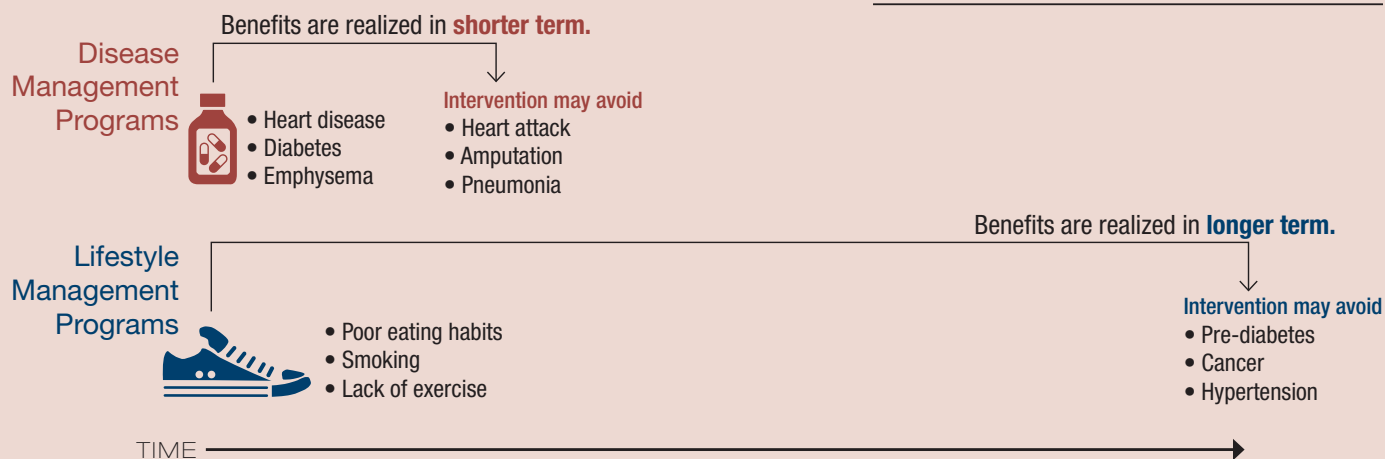 Benefits are realized in shorter term.
Disease
Management
Programs
• Heart disease
• Diabetes
• Emphysema
Intervention may avoid
• Heart attack
• Amputation
• Pneumonia
Benefits are realized in longer term.
Lifestyle
Management
Programs
• Poor eating habits
• Smoking
• Lack of exercise
Intervention may avoid
• Pre-diabetes
• Cancer
• Hypertension
TIME